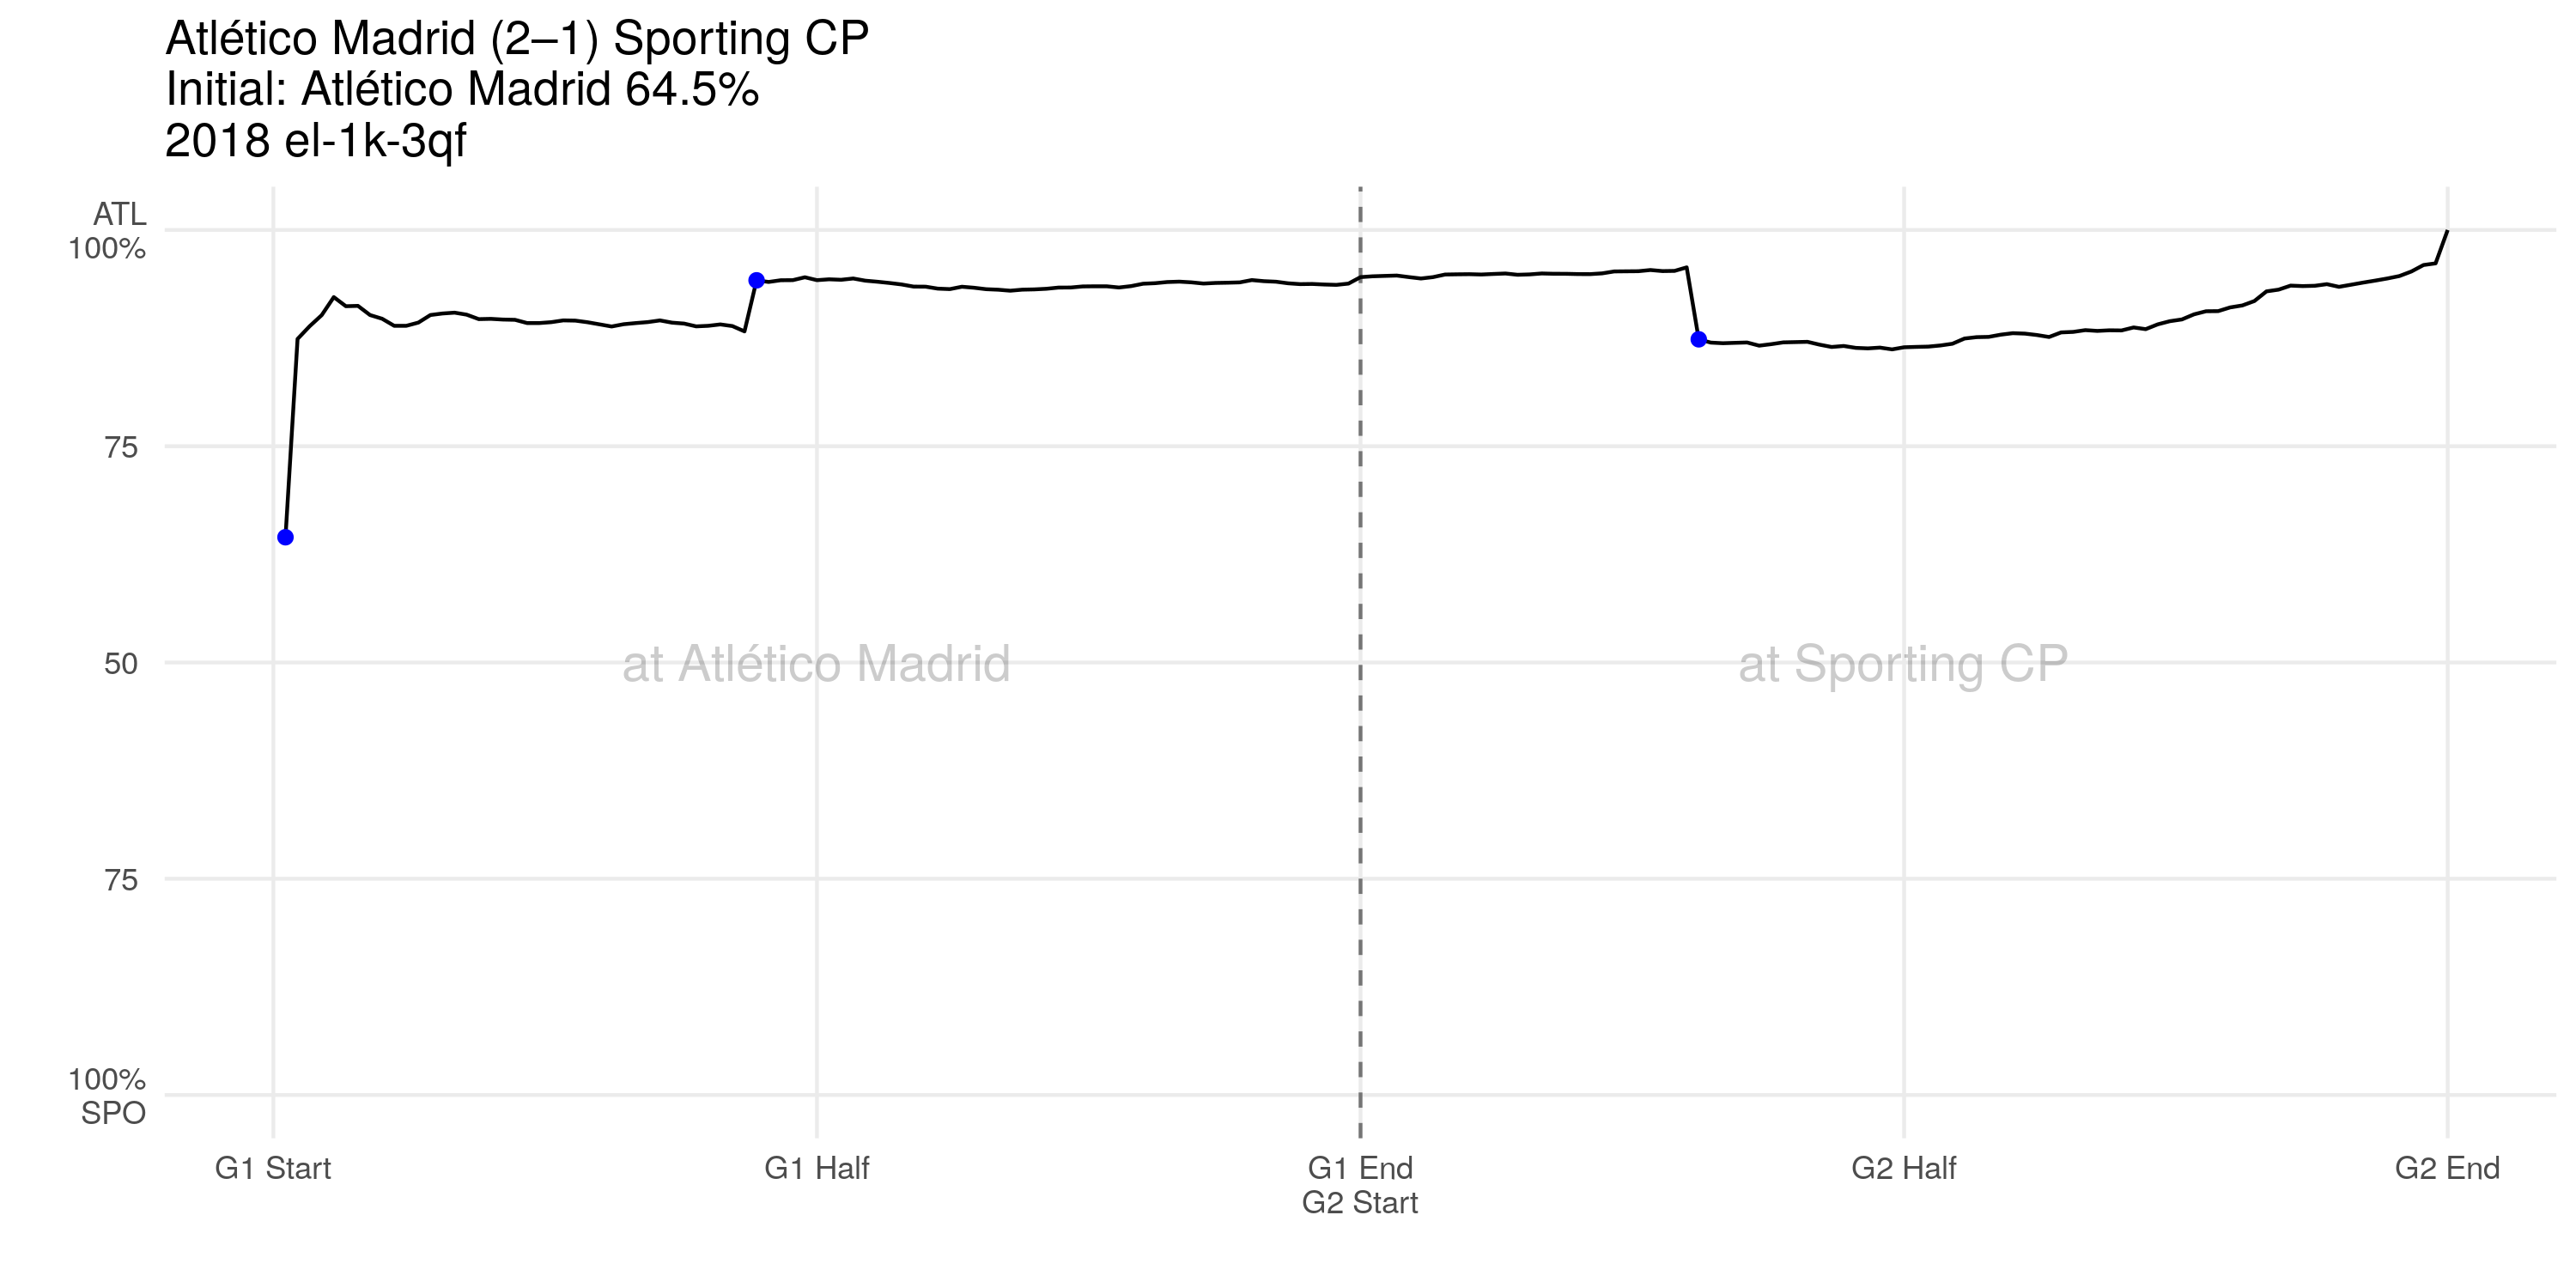 Atlético Madrid (2–1) Sporting CP
Initial: Atlético Madrid 64.5%
2018 el-1k-3qf
ATL
100%
75
50
75
100%
SPO
at Atlético Madrid
at Sporting CP
G1 Start
G1 Half
G1 End
G2 Start
G2 Half
G2 End